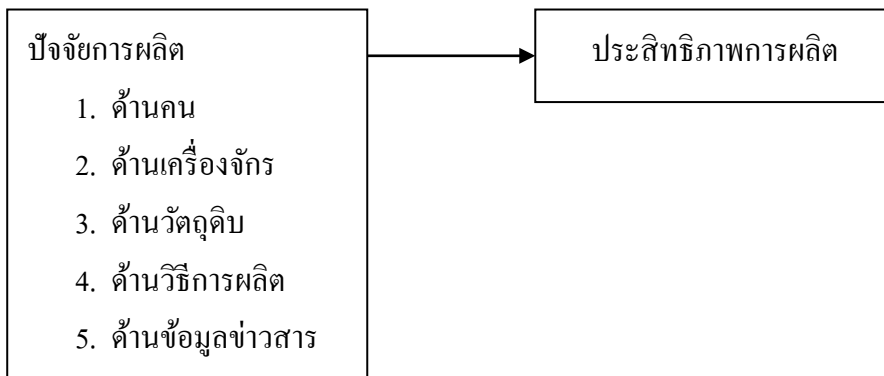 ปัจจัยการผลิต
ประสิทธิภาพการผลิต
1. ด้านคน
2. ด้านเครื่องจักร
3. ด้านวัตถุดิบ
4. ด้านวิธีการผลิต
5. ด้านข้อมูลข่าวสาร